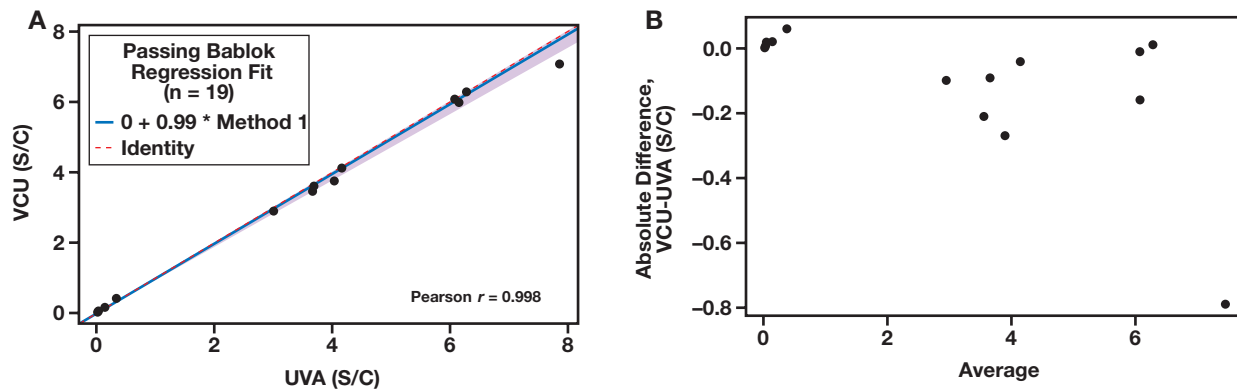 A
8
6
4
2
0
VCU (S/C)
Passing Bablok
Regression Fit
(n = 19)
0 + 0.99 * Method 1
Identity
Pearson r = 0.998
0
2
4
6
8
UVA (S/C)
B
0.0
−0.2
−0.4
−0.6
−0.8
Absolute Difference,
VCU-UVA (S/C)
0
2
4
6
Average